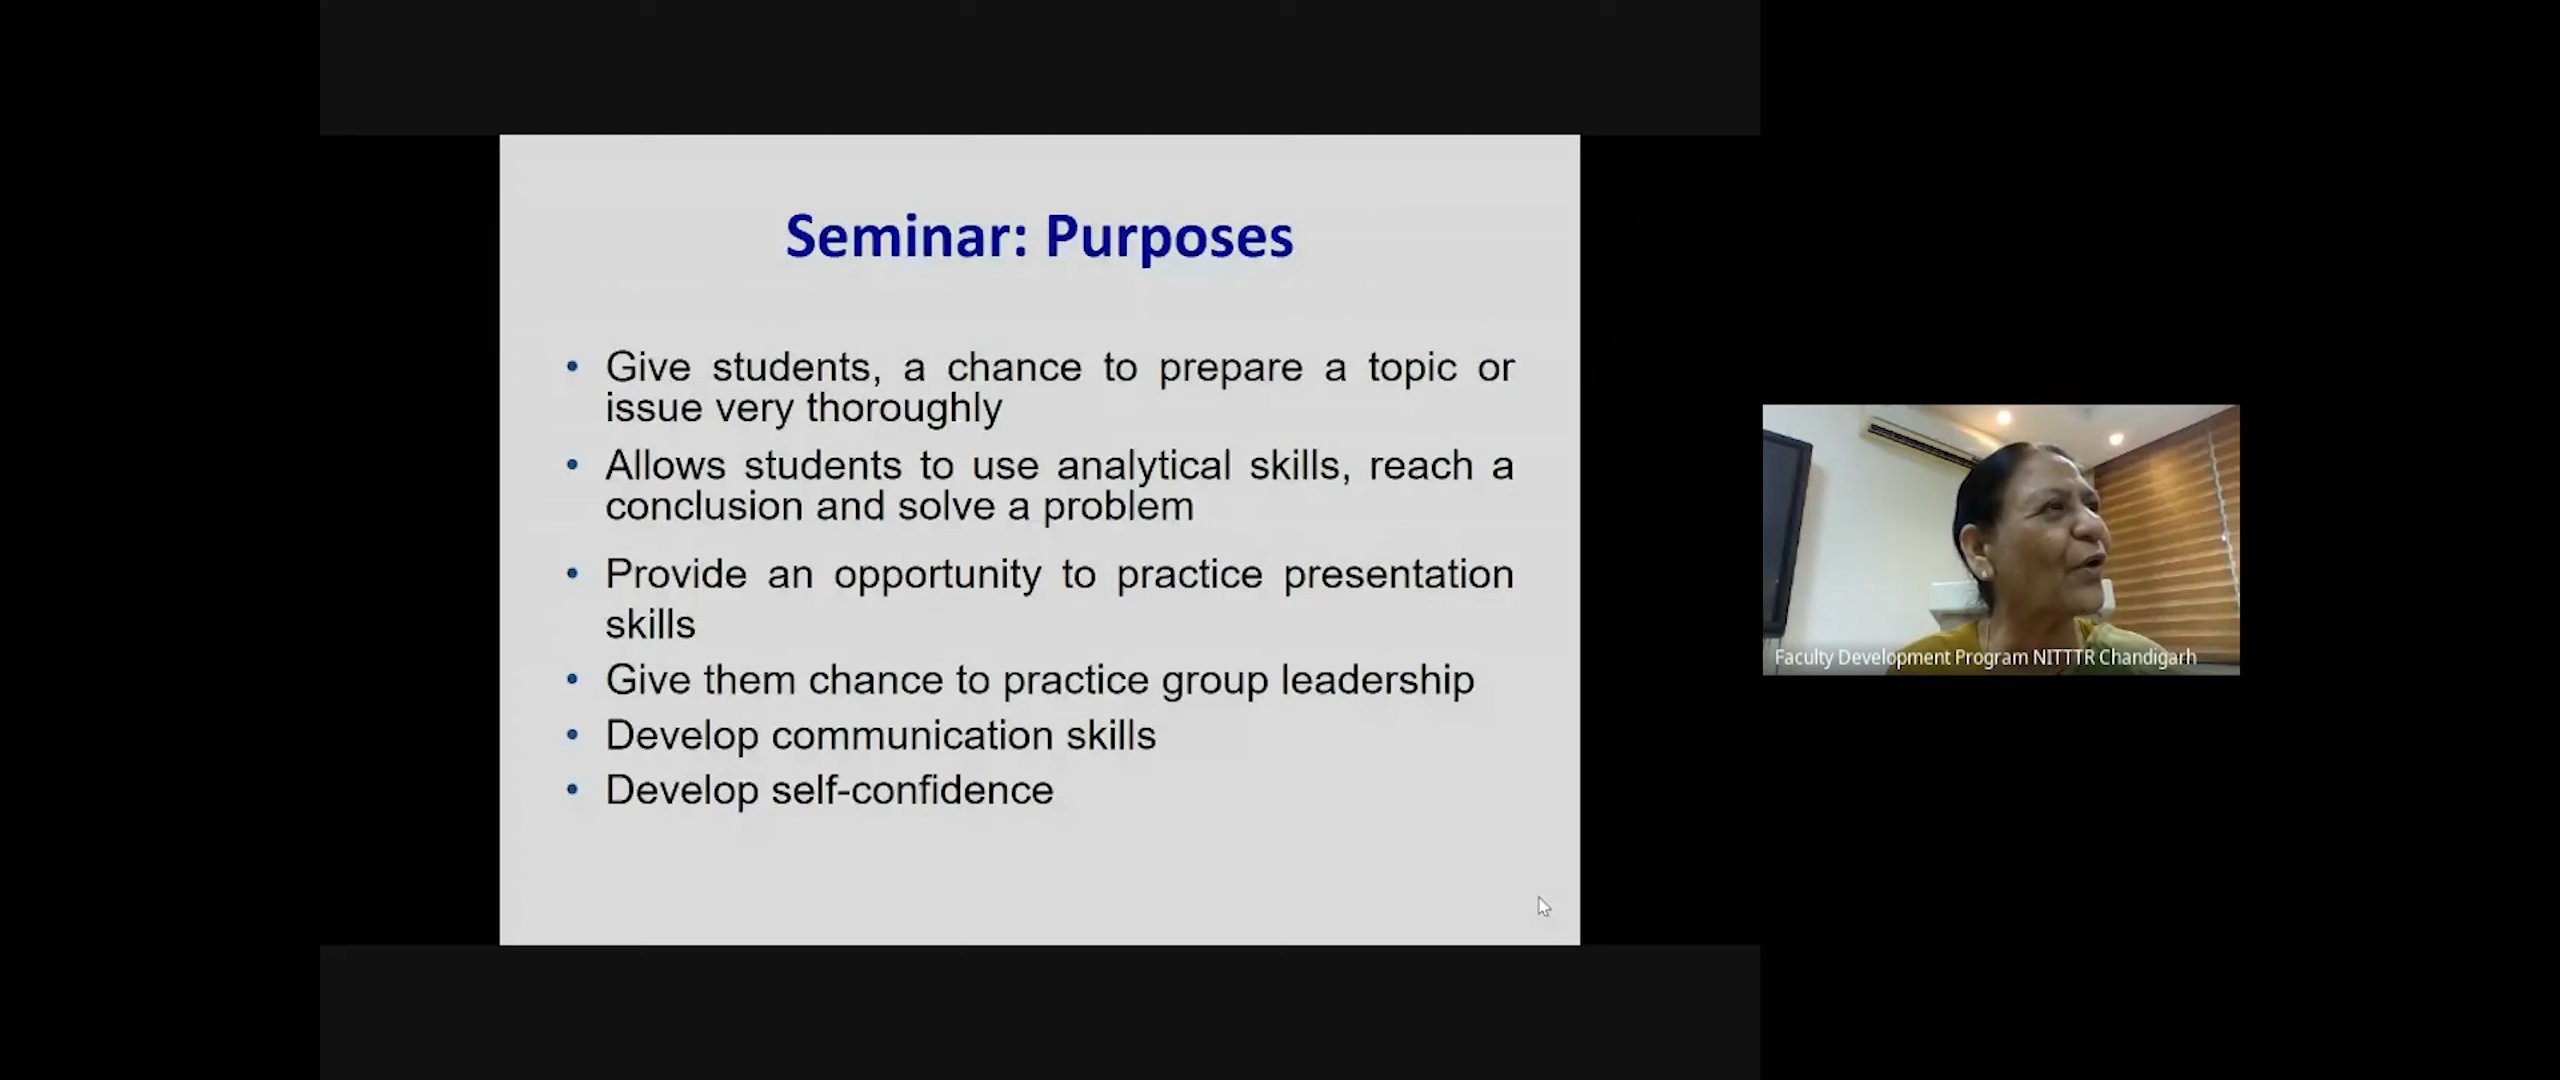 Seminar: Purposes
• Give students, a chance to prepare a topic or
issue very thoroughly
• Allows students to use analytical skills, reach a
conclusion and solve a problem
• Provide an opportunity to practice presentation
skills
• Give them chance to practice group leadership
• Develop communication skills
• Develop self-confidence
Faculty Development Program NITTTR Chandigarh